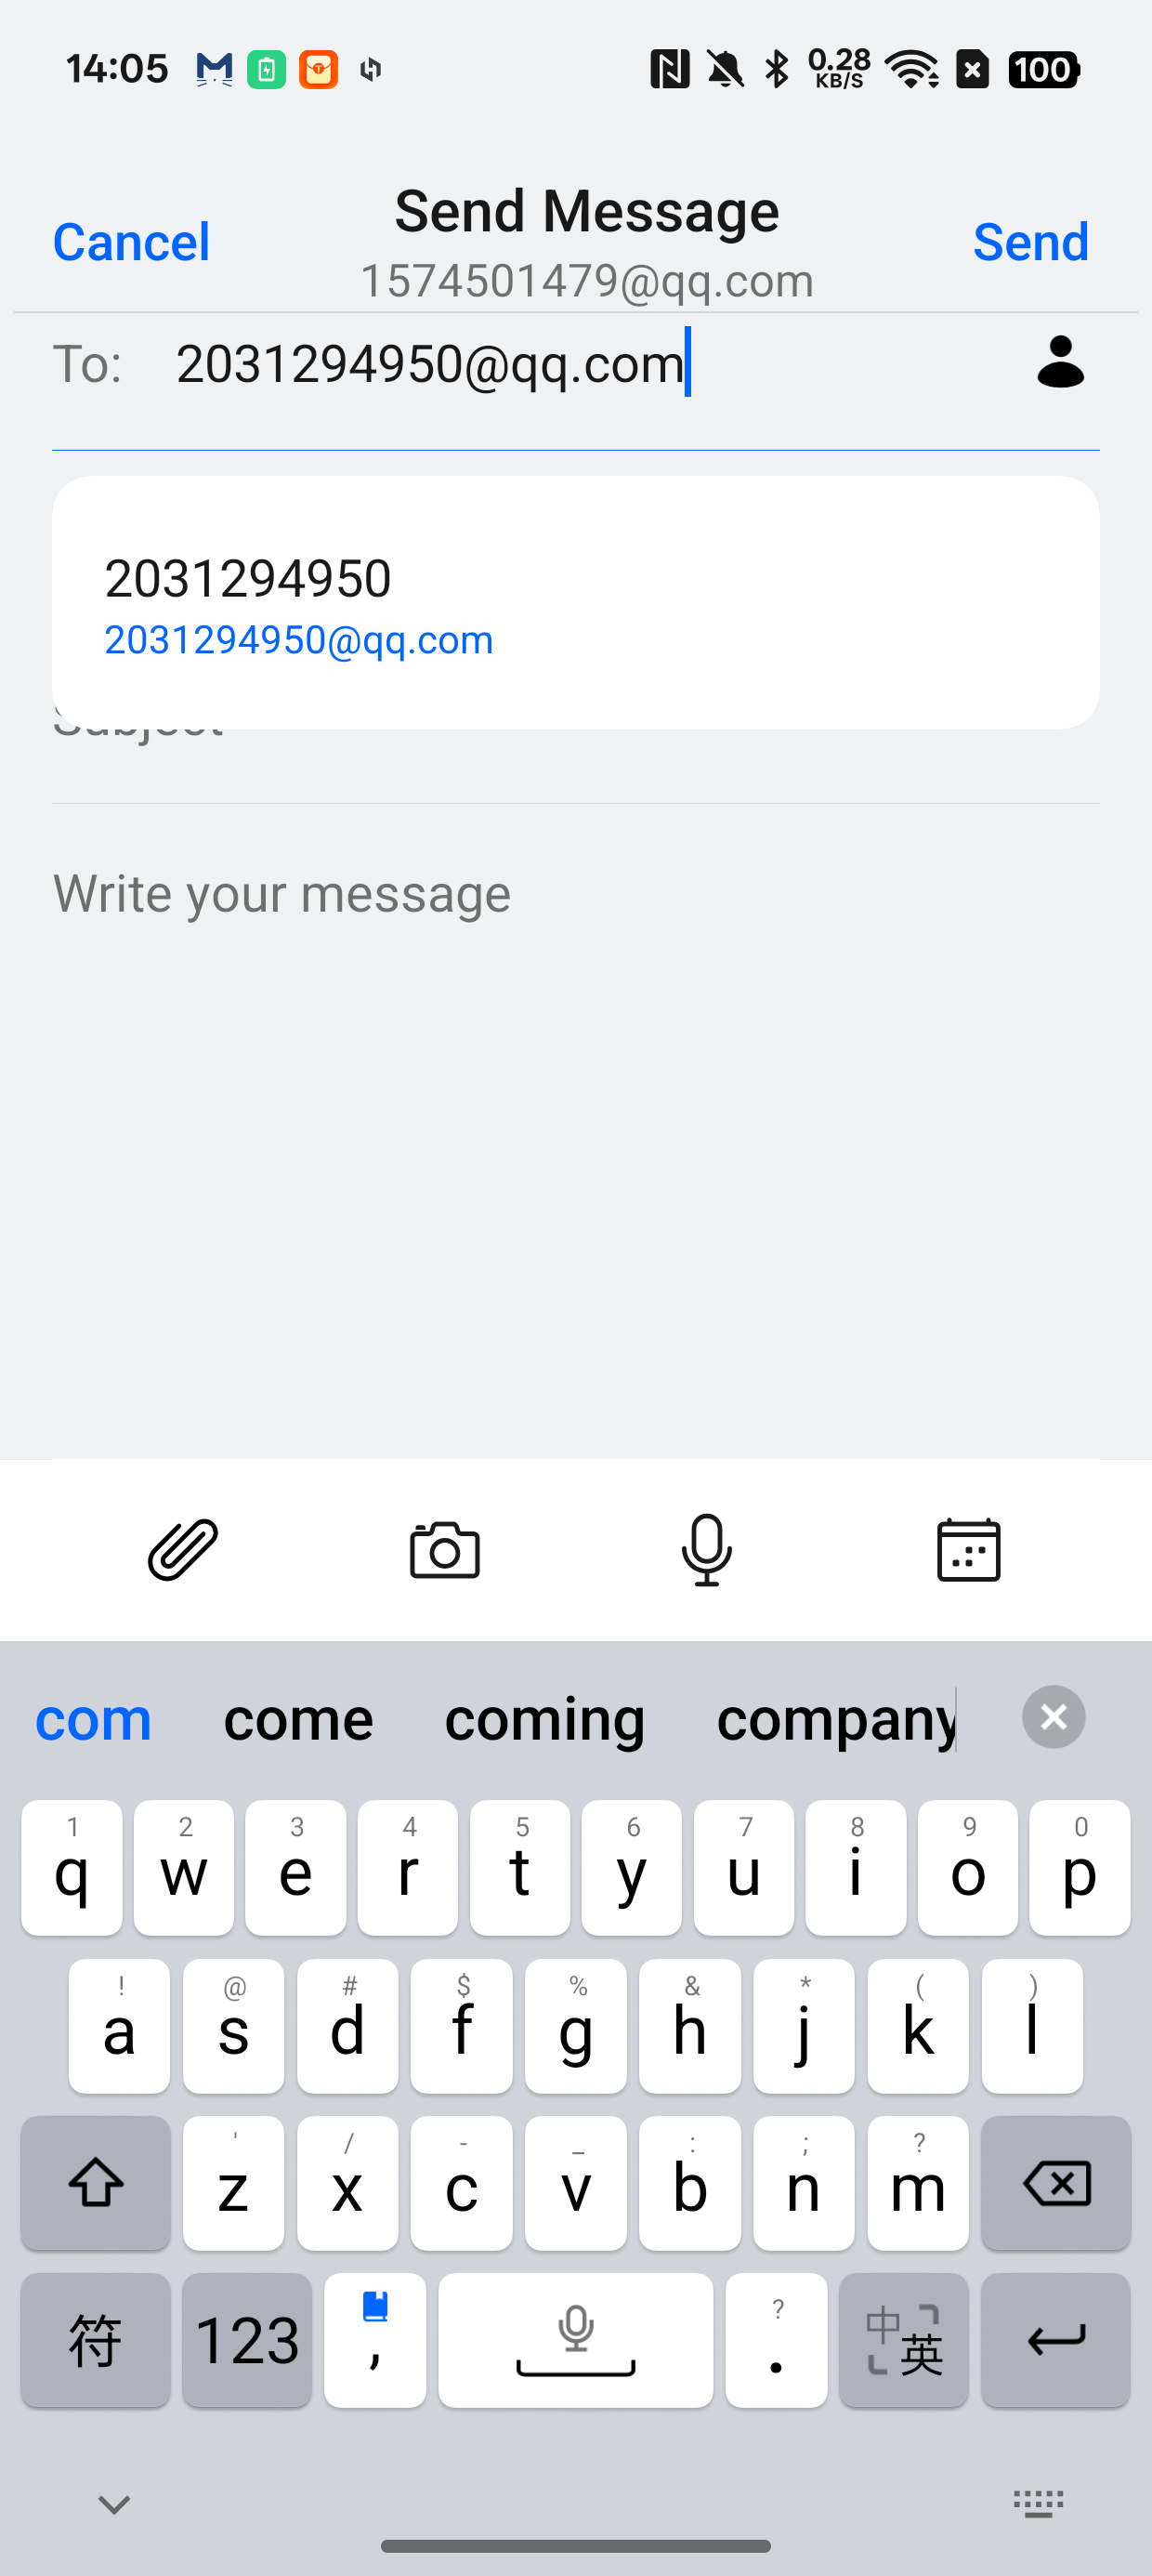 14:05 0.28 KB/S 100
Send Message
Cancel
Send
1574501479@qq.com
To: 2031294950@qq.com
2031294950
2031294950@qq.com
Subject
Write your message
com come coming company
1 2 3 4 5 6 7 8 9 0
q w e r t y u i o p
! @ # $ % & * ( )
a s d f g h j k l
' / - _ : ; ?
z x c v b n m
符 123 , ? . 中 英